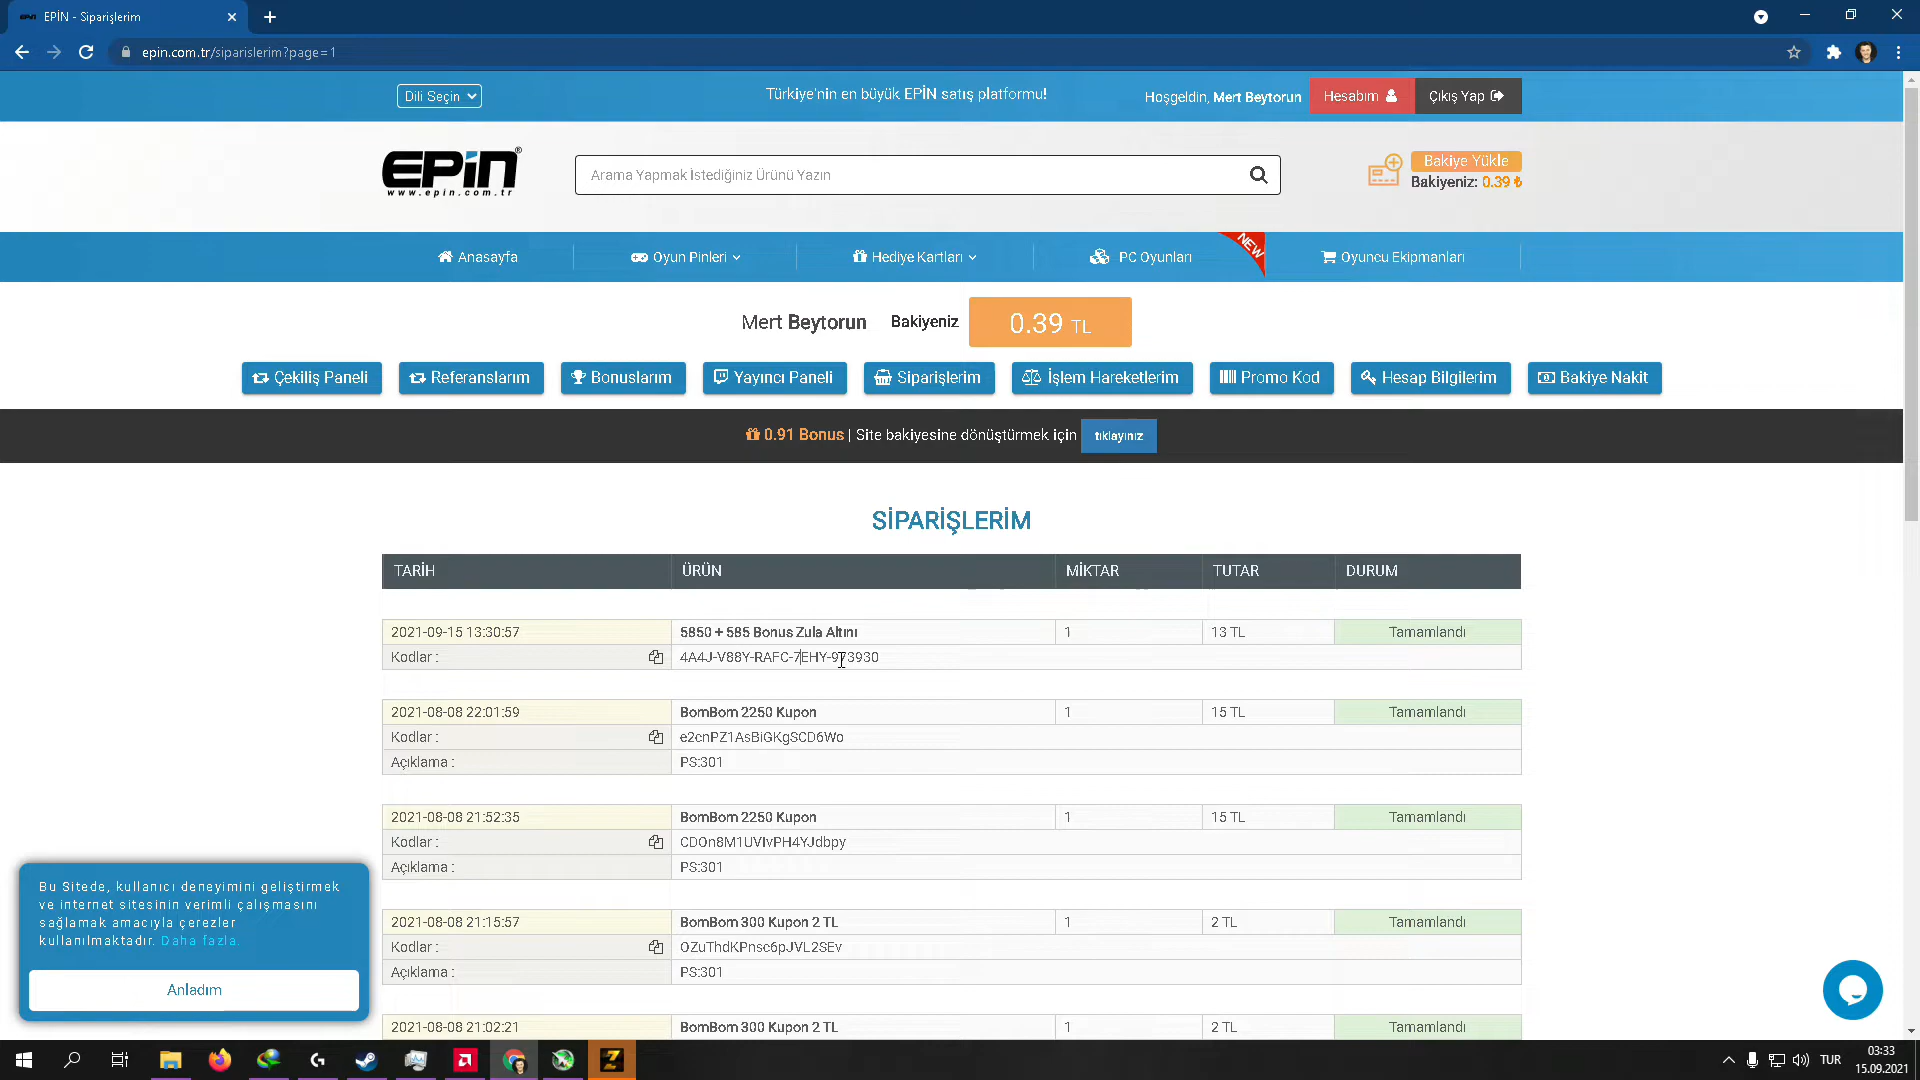 EPİN - Siparişlerim
epin.com.tr/siparislerim?page=1
Dili Seçin
Türkiye'nin en büyük EPİN satış platformu!
Hoşgeldin, Mert Beytorun
Hesabım
Çıkış Yap
EPiN®
www.epin.com.tr
Arama Yapmak İstediğiniz Ürünü Yazın
Bakiye Yükle
Bakiyeniz: 0.39 ₺
Anasayfa
Oyun Pinleri
Hediye Kartları
PC Oyunları
NEW
Oyuncu Ekipmanları
Mert Beytorun Bakiyeniz 0.39 TL
Çekiliş Paneli
Referanslarım
Bonuslarım
Yayıncı Paneli
Siparişlerim
İşlem Hareketlerim
Promo Kod
Hesap Bilgilerim
Bakiye Nakit
0.91 Bonus | Site bakiyesine dönüştürmek için tıklayınız
SİPARİŞLERİM
TARİH ÜRÜN MİKTAR TUTAR DURUM
2021-09-15 13:30:57 5850 + 585 Bonus Zula Altını 1 13 TL Tamamlandı
Kodlar : 4A4J-V88Y-RAFC-7EHY-973930
2021-08-08 22:01:59 BomBom 2250 Kupon 1 15 TL Tamamlandı
Kodlar : e2cnPZ1AsBiGKgSCD6Wo
Açıklama : PS:301
2021-08-08 21:52:35 BomBom 2250 Kupon 1 15 TL Tamamlandı
Kodlar : CDOn8M1UVIvPH4YJdbpy
Açıklama : PS:301
2021-08-08 21:15:57 BomBom 300 Kupon 2 TL 1 2 TL Tamamlandı
Kodlar : OZuThdKPnsc6pJVL2SEv
Açıklama : PS:301
2021-08-08 21:02:21 BomBom 300 Kupon 2 TL 1 2 TL Tamamlandı
Bu Sitede, kullanıcı deneyimini geliştirmek
ve internet sitesinin verimli çalışmasını
sağlamak amacıyla çerezler
kullanılmaktadır. Daha fazla.
Anladım
TUR
03:33
15.09.2021